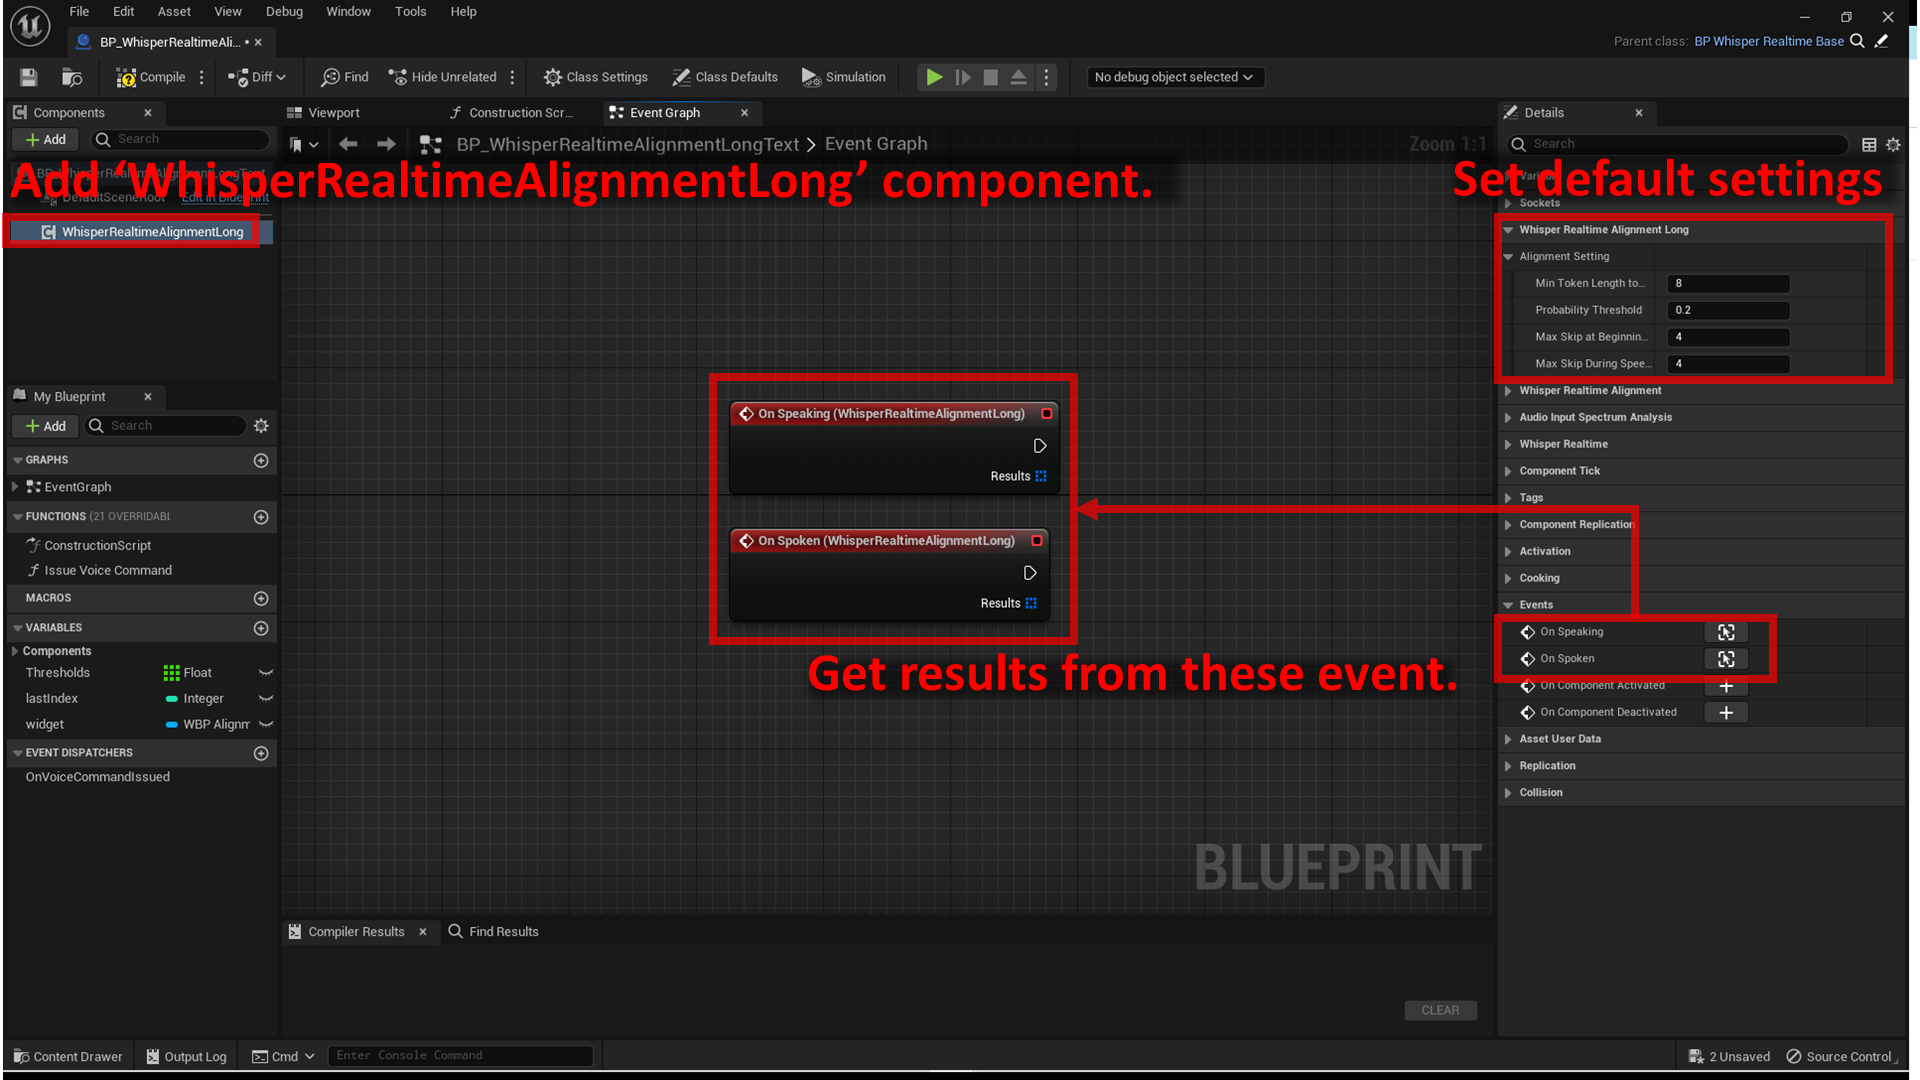 File Edit Asset View Debug Window Tools Help
BP_WhisperRealtimeAli... •
Parent class: BP Whisper Realtime Base
Compile
Diff
Find
Hide Unrelated
Class Settings
Class Defaults
Simulation
No debug object selected
Components
Add
Search
BP_WhisperRealtimeAlignmentLongText
DefaultSceneRoot Edit in Blueprint
Add ‘WhisperRealtimeAlignmentLong’ component.
WhisperRealtimeAlignmentLong
Viewport
Construction Scr...
Event Graph
BP_WhisperRealtimeAlignmentLongText > Event Graph
Zoom 1:1
On Speaking (WhisperRealtimeAlignmentLong)
Results
On Spoken (WhisperRealtimeAlignmentLong)
Results
Get results from these event.
BLUEPRINT
My Blueprint
Add
Search
GRAPHS
EventGraph
FUNCTIONS (21 OVERRIDABL
ConstructionScript
Issue Voice Command
MACROS
VARIABLES
Components
Thresholds Float
lastIndex Integer
widget WBP Alignm
EVENT DISPATCHERS
OnVoiceCommandIssued
Compiler Results
Find Results
CLEAR
Details
Search
Set default settings
Sockets
Whisper Realtime Alignment Long
Alignment Setting
Min Token Length to... 8
Probability Threshold 0.2
Max Skip at Beginnin... 4
Max Skip During Spee... 4
Whisper Realtime Alignment
Audio Input Spectrum Analysis
Whisper Realtime
Component Tick
Tags
Component Replication
Activation
Cooking
Events
On Speaking
On Spoken
On Component Activated
On Component Deactivated
Asset User Data
Replication
Collision
Content Drawer
Output Log
Cmd
Enter Console Command
2 Unsaved
Source Control